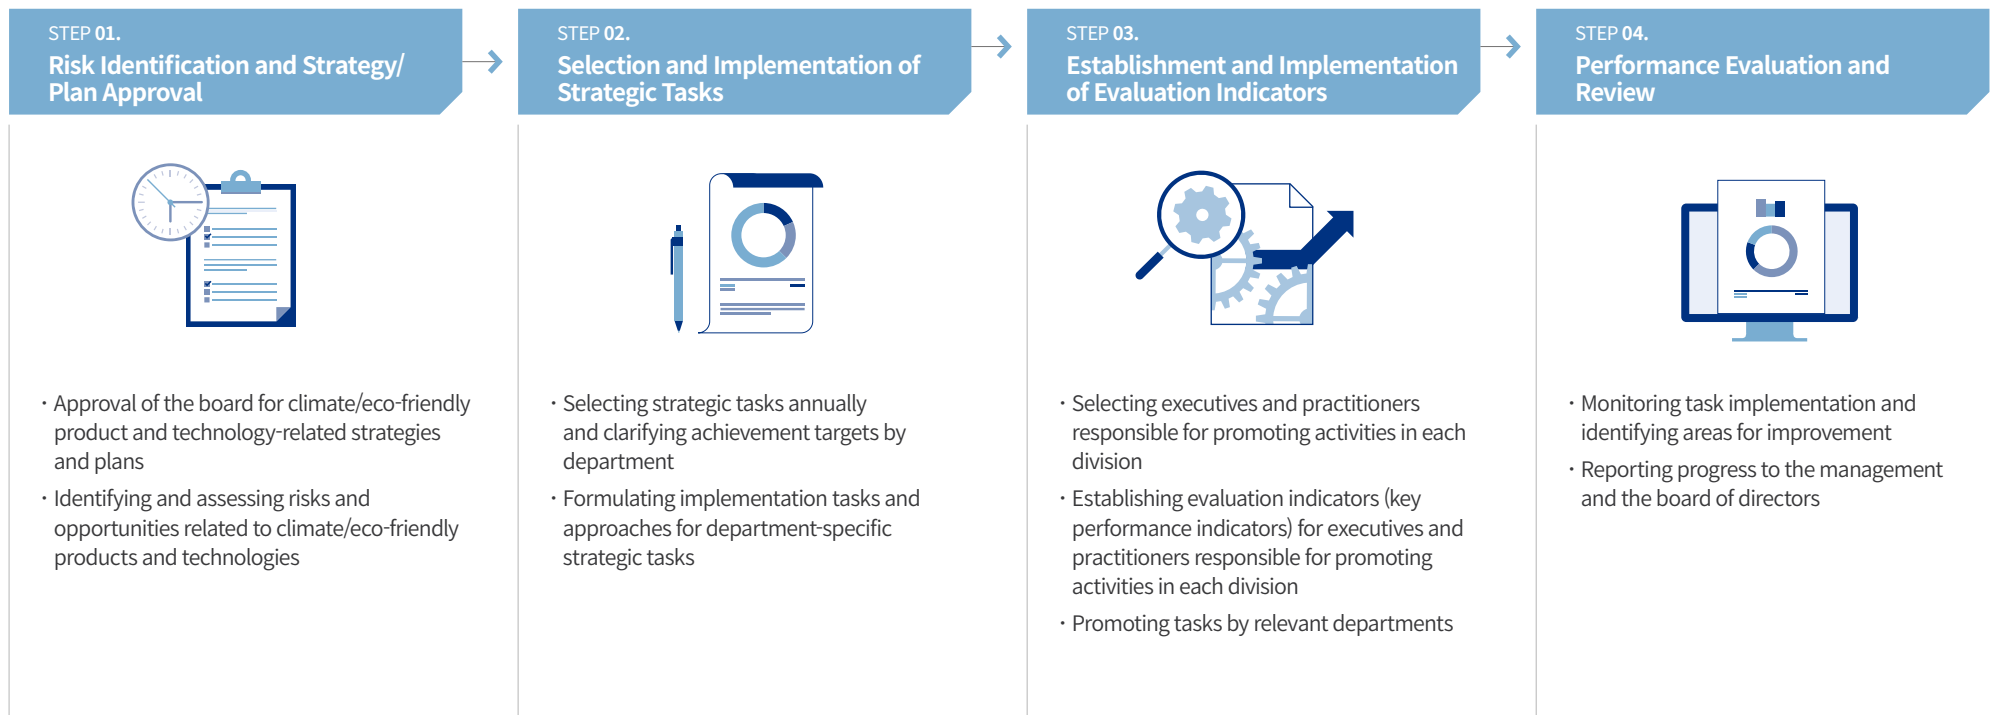 STEP 01.
Risk Identification and Strategy/
Plan Approval
· Approval of the board for climate/eco-friendly
product and technology-related strategies
and plans
· Identifying and assessing risks and
opportunities related to climate/eco-friendly
products and technologies
STEP 02.
Selection and Implementation of
Strategic Tasks
· Selecting strategic tasks annually
and clarifying achievement targets by
department
· Formulating implementation tasks and
approaches for department-specific
strategic tasks
STEP 03.
Establishment and Implementation
of Evaluation Indicators
· Selecting executives and practitioners
responsible for promoting activities in each
division
· Establishing evaluation indicators (key
performance indicators) for executives and
practitioners responsible for promoting
activities in each division
· Promoting tasks by relevant departments
STEP 04.
Performance Evaluation and
Review
· Monitoring task implementation and
identifying areas for improvement
· Reporting progress to the management
and the board of directors